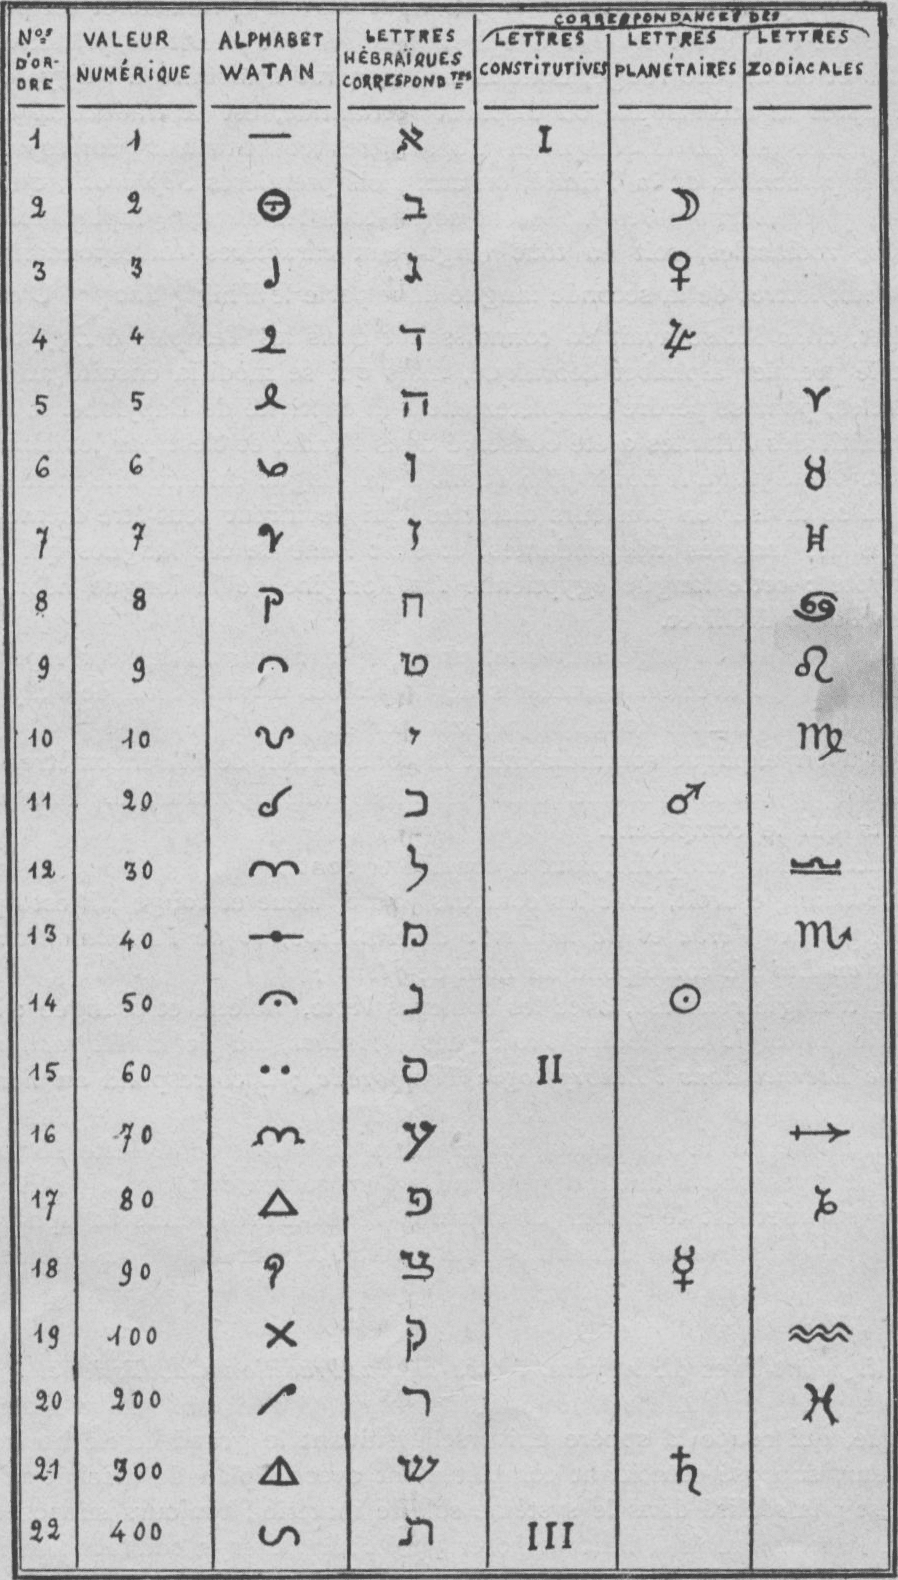 CORRESPONDANCES DES
Nos D'OR-DRE VALEUR NUMÉRIQUE ALPHABET WATAN LETTRES HÉBRAÏQUES CORRESPONDTES LETTRES CONSTITUTIVES LETTRES PLANÉTAIRES LETTRES ZODIACALES
1 1 — א I
2 2 ב ☽
3 3 ג ♀
4 4 ד ♃
5 5 ה ♈
6 6 ו ♉
7 7 ז ♊
8 8 ח ♋
9 9 ט ♌
10 10 י ♍
11 20 כ ♂
12 30 ל ♎
13 40 מ ♏
14 50 נ ☉
15 60 •• ס II
16 70 ע ♐
17 80 △ פ ♑
18 90 צ ☿
19 100 × ק ♒
20 200 ר ♓
21 300 ש ♄
22 400 ת III